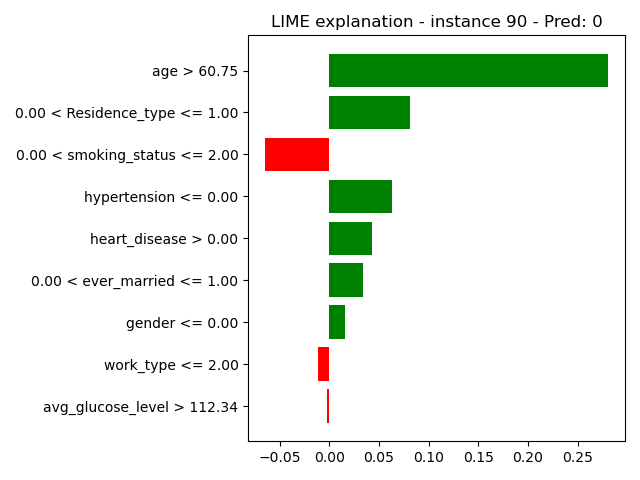 LIME explanation - instance 90 - Pred: 0
age > 60.75
0.00 < Residence_type <= 1.00
0.00 < smoking_status <= 2.00
hypertension <= 0.00
heart_disease > 0.00
0.00 < ever_married <= 1.00
gender <= 0.00
work_type <= 2.00
avg_glucose_level > 112.34
−0.05 0.00 0.05 0.10 0.15 0.20 0.25